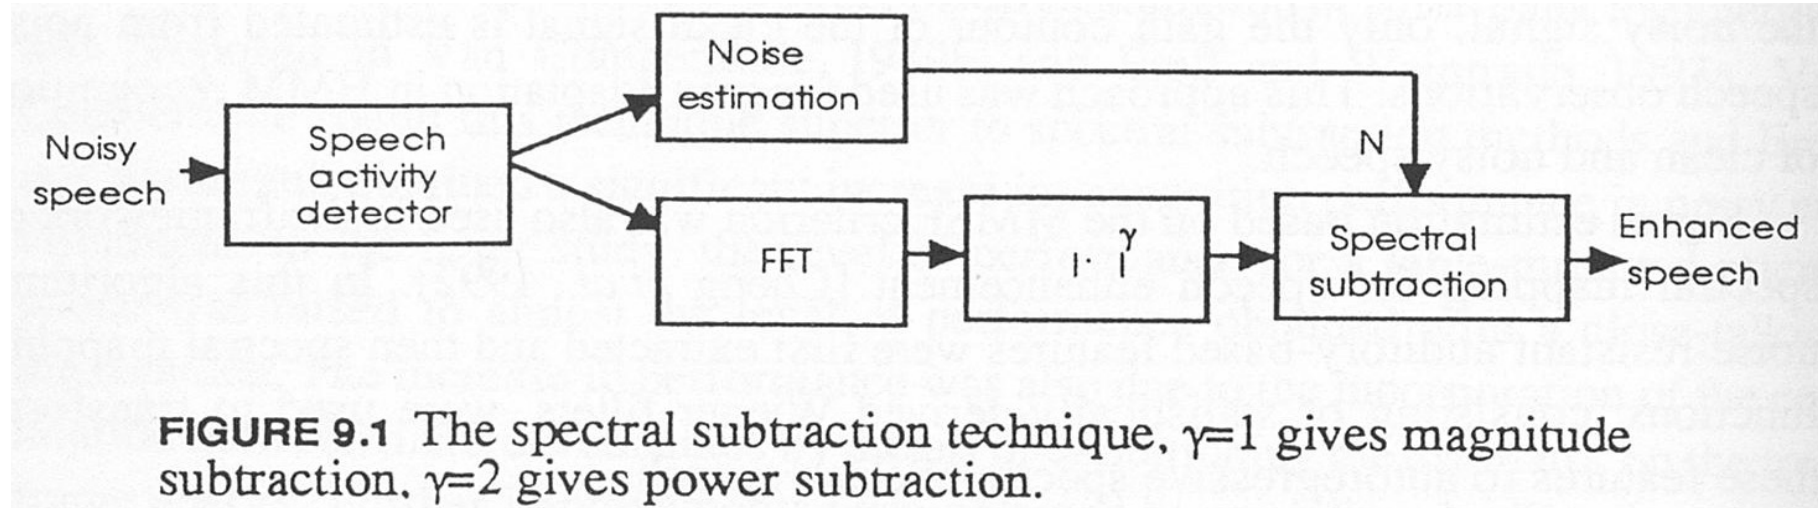 Noisy
speech
Speech
activity
detector
Noise
estimation
N
FFT
|·|γ
Spectral
subtraction
Enhanced
speech
FIGURE 9.1 The spectral subtraction technique, γ=1 gives magnitude
subtraction. γ=2 gives power subtraction.